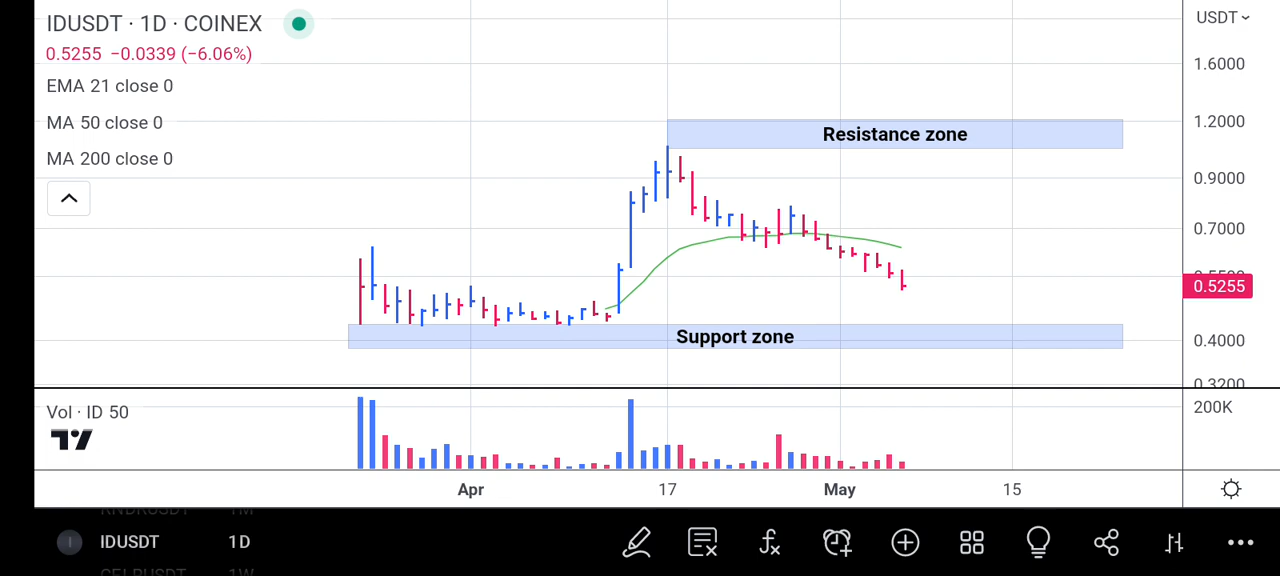 IDUSDT · 1D · COINEX
USDT
0.5255 −0.0339 (−6.06%)
1.6000
EMA 21 close 0
MA 50 close 0
1.2000
Resistance zone
MA 200 close 0
0.9000
0.7000
0.5255
Support zone
0.4000
0.3200
Vol · ID 50
200K
Apr
17
May
15
IDUSDT 1D